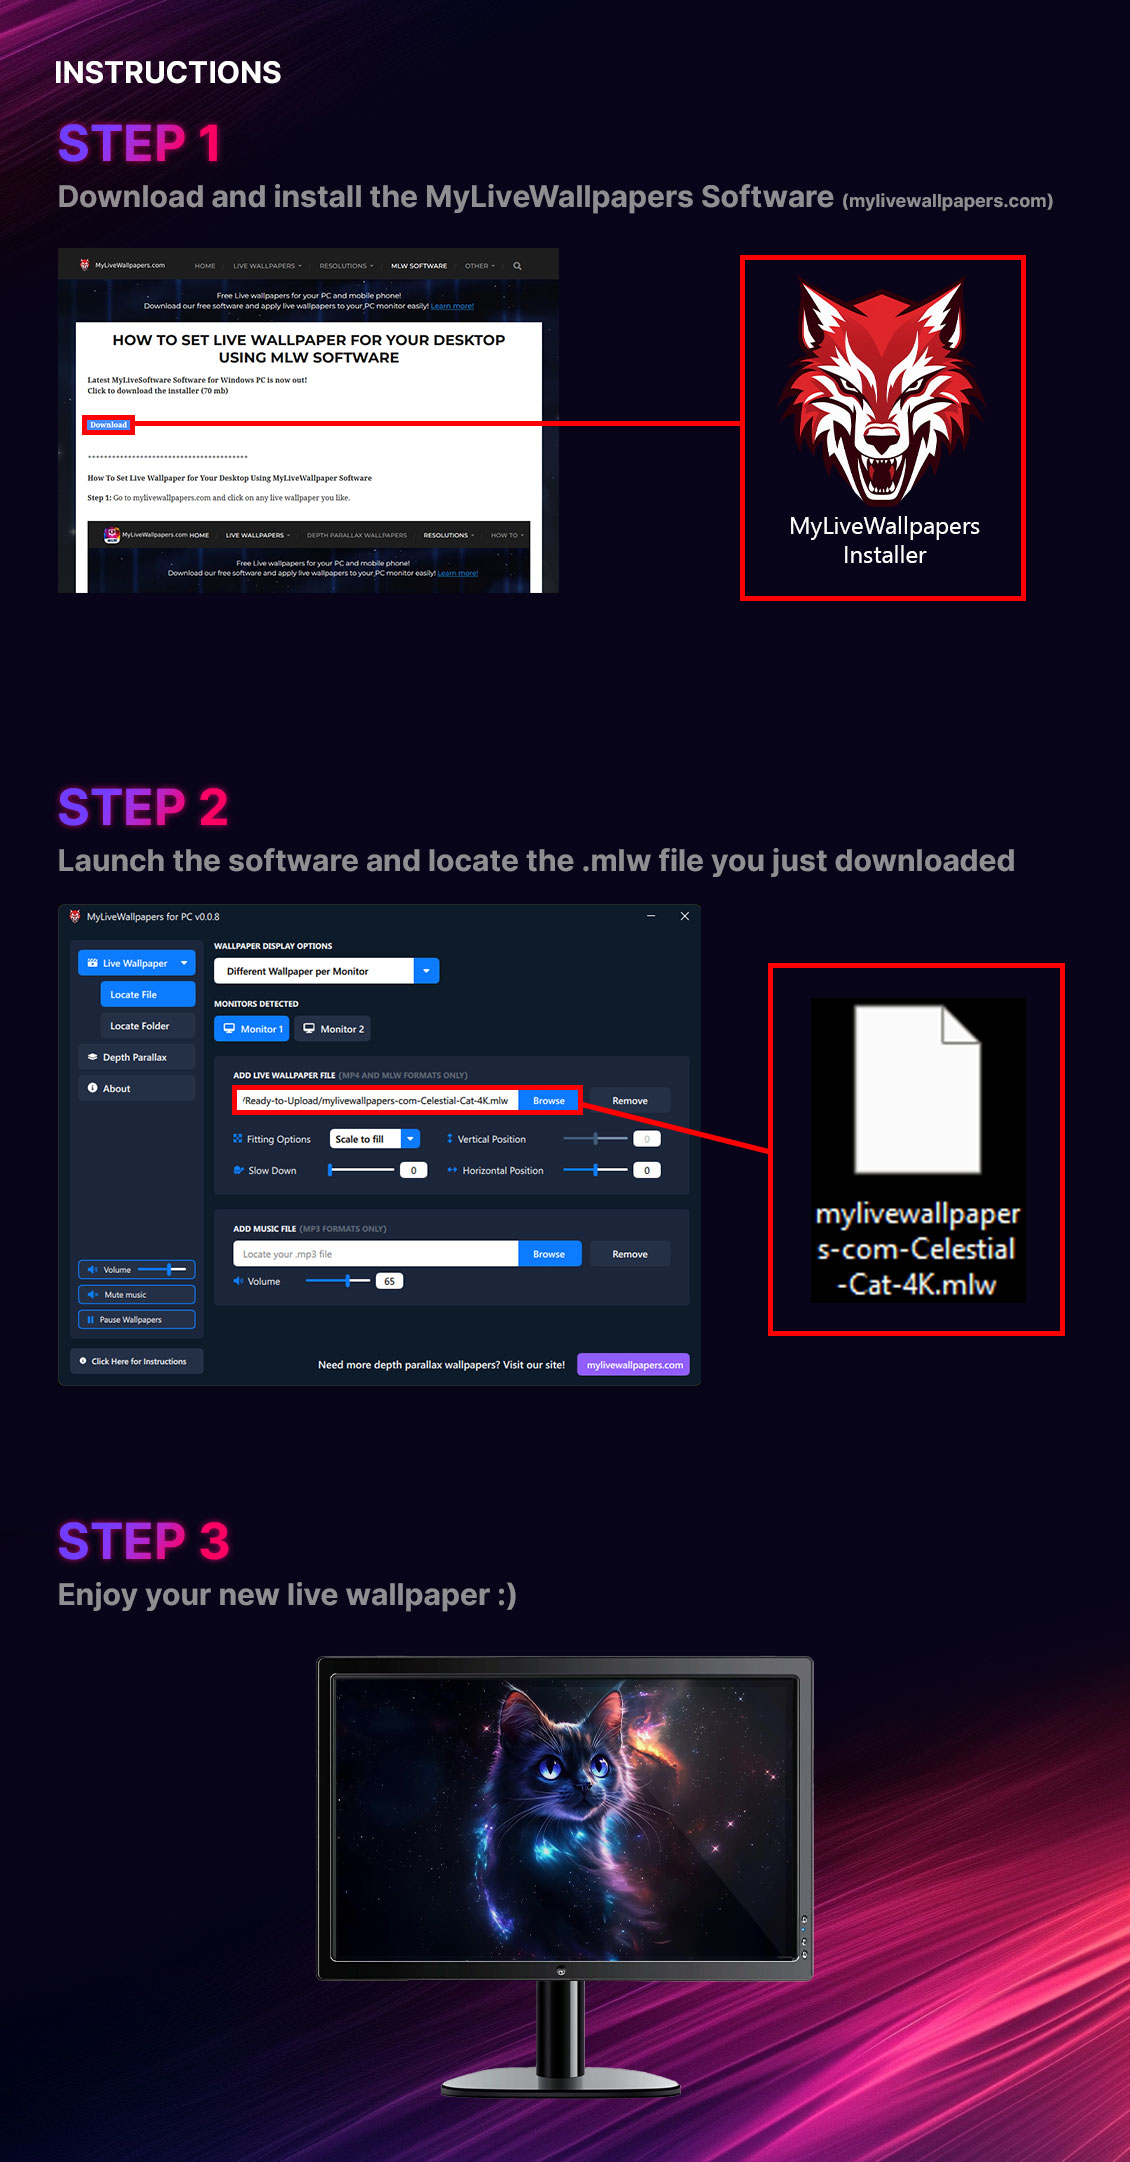 INSTRUCTIONS
STEP 1
Download and install the MyLiveWallpapers Software (mylivewallpapers.com)
MyLiveWallpapers.com
HOME / LIVE WALLPAPERS / RESOLUTIONS / MLW SOFTWARE / OTHER /
Free Live wallpapers for your PC and mobile phone!
Download our free software and apply live wallpapers to your PC monitor easily! Learn more!
HOW TO SET LIVE WALLPAPER FOR YOUR DESKTOP
USING MLW SOFTWARE
Latest MyLiveSoftware Software for Windows PC is now out!
Click to download the installer (70 mb)
Download
****************************************
How To Set Live Wallpaper for Your Desktop Using MyLiveWallpaper Software
Step 1: Go to mylivewallpapers.com and click on any live wallpaper you like.
MyLiveWallpapers.com HOME / LIVE WALLPAPERS / DEPTH PARALLAX WALLPAPERS / RESOLUTIONS / HOW TO
Free Live wallpapers for your PC and mobile phone!
Download our free software and apply live wallpapers to your PC monitor easily! Learn more!
MyLiveWallpapers
Installer
STEP 2
Launch the software and locate the .mlw file you just downloaded
MyLiveWallpapers for PC v0.0.8
Live Wallpaper
Locate File
Locate Folder
Depth Parallax
About
Volume
Mute music
Pause Wallpapers
Click Here for Instructions
WALLPAPER DISPLAY OPTIONS
Different Wallpaper per Monitor
MONITORS DETECTED
Monitor 1
Monitor 2
ADD LIVE WALLPAPER FILE (MP4 AND MLW FORMATS ONLY)
/Ready-to-Upload/mylivewallpapers-com-Celestial-Cat-4K.mlw
Browse
Remove
Fitting Options
Scale to fill
Vertical Position
0
Slow Down
0
Horizontal Position
0
ADD MUSIC FILE (MP3 FORMATS ONLY)
Locate your .mp3 file
Browse
Remove
Volume
65
Need more depth parallax wallpapers? Visit our site!
mylivewallpapers.com
mylivewallpaper
s-com-Celestial
-Cat-4K.mlw
STEP 3
Enjoy your new live wallpaper :)